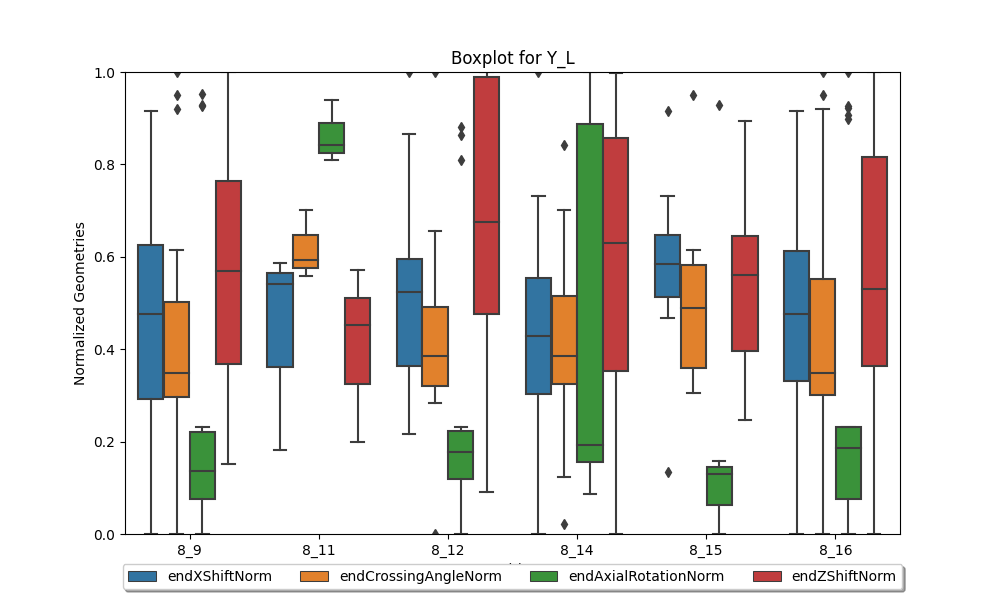 Boxplot for Y_L
Normalized Geometries
1.0
0.8
0.6
0.4
0.2
0.0
8_9 8_11 8_12 8_14 8_15 8_16
endXShiftNorm endCrossingAngleNorm endAxialRotationNorm endZShiftNorm